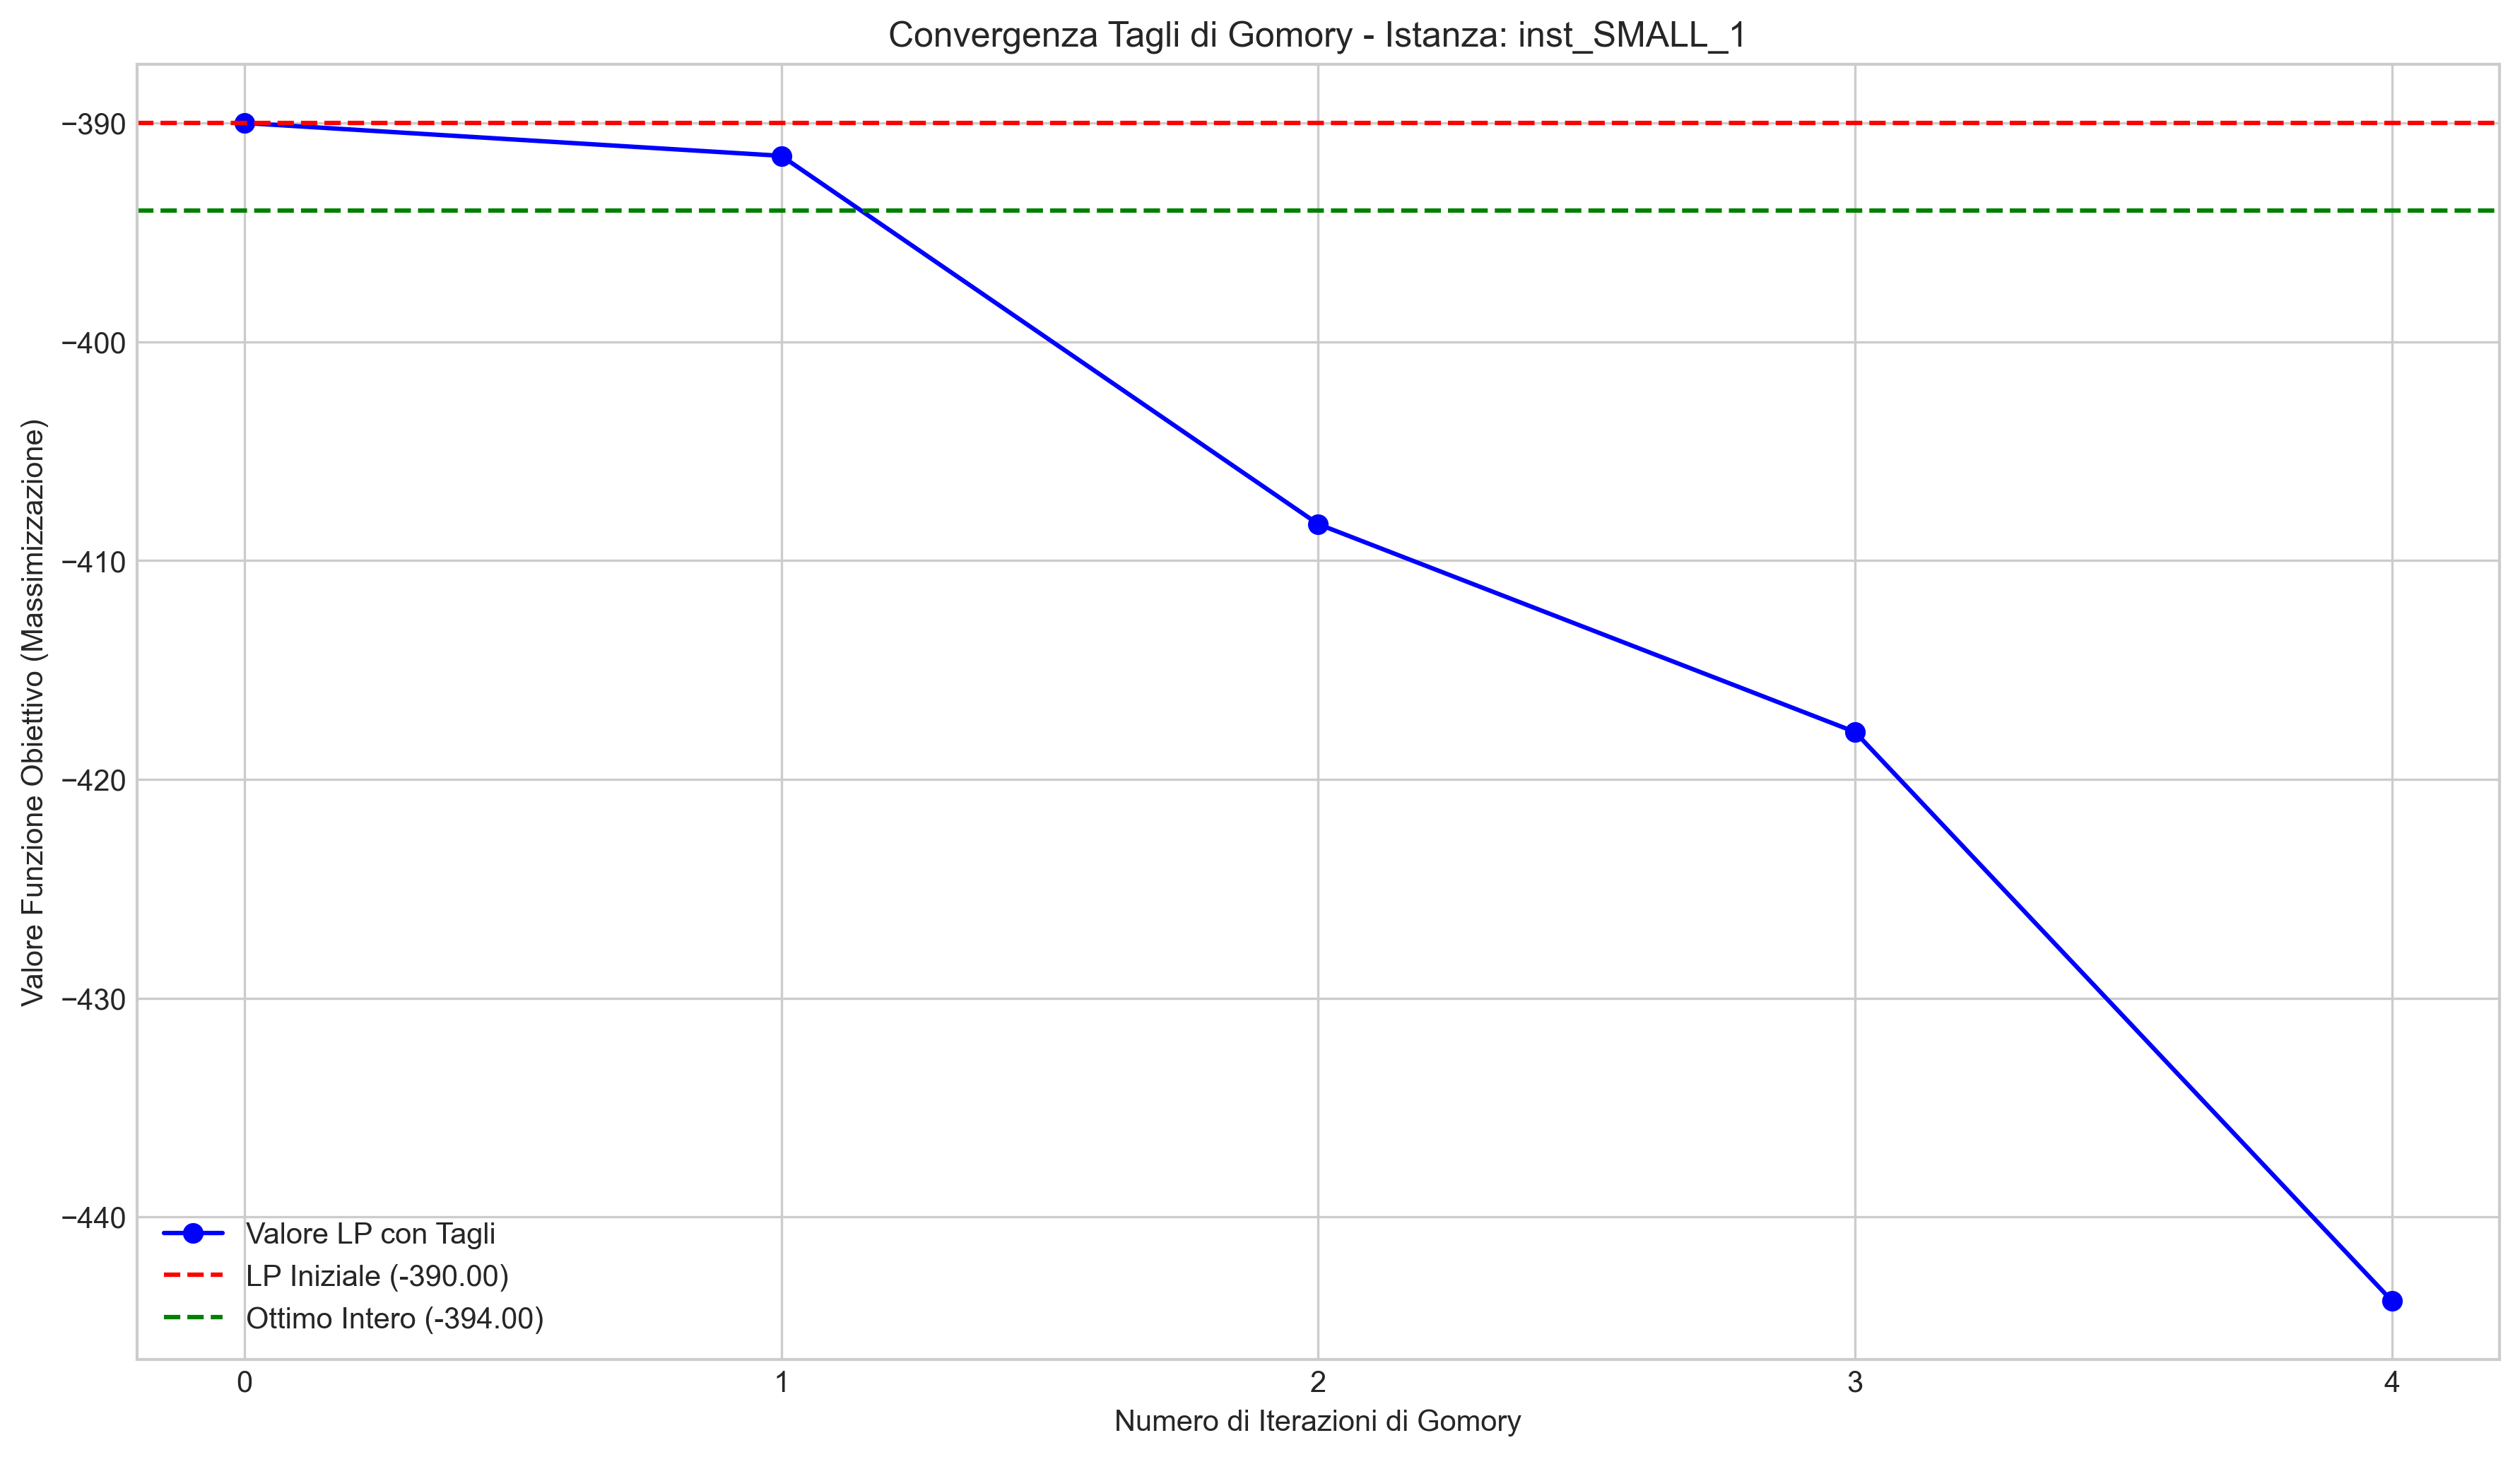 Convergenza Tagli di Gomory - Istanza: inst_SMALL_1
Valore Funzione Obiettivo (Massimizzazione)
−390
−400
−410
−420
−430
−440
Valore LP con Tagli
LP Iniziale (-390.00)
Ottimo Intero (-394.00)
0 1 2 3 4
Numero di Iterazioni di Gomory